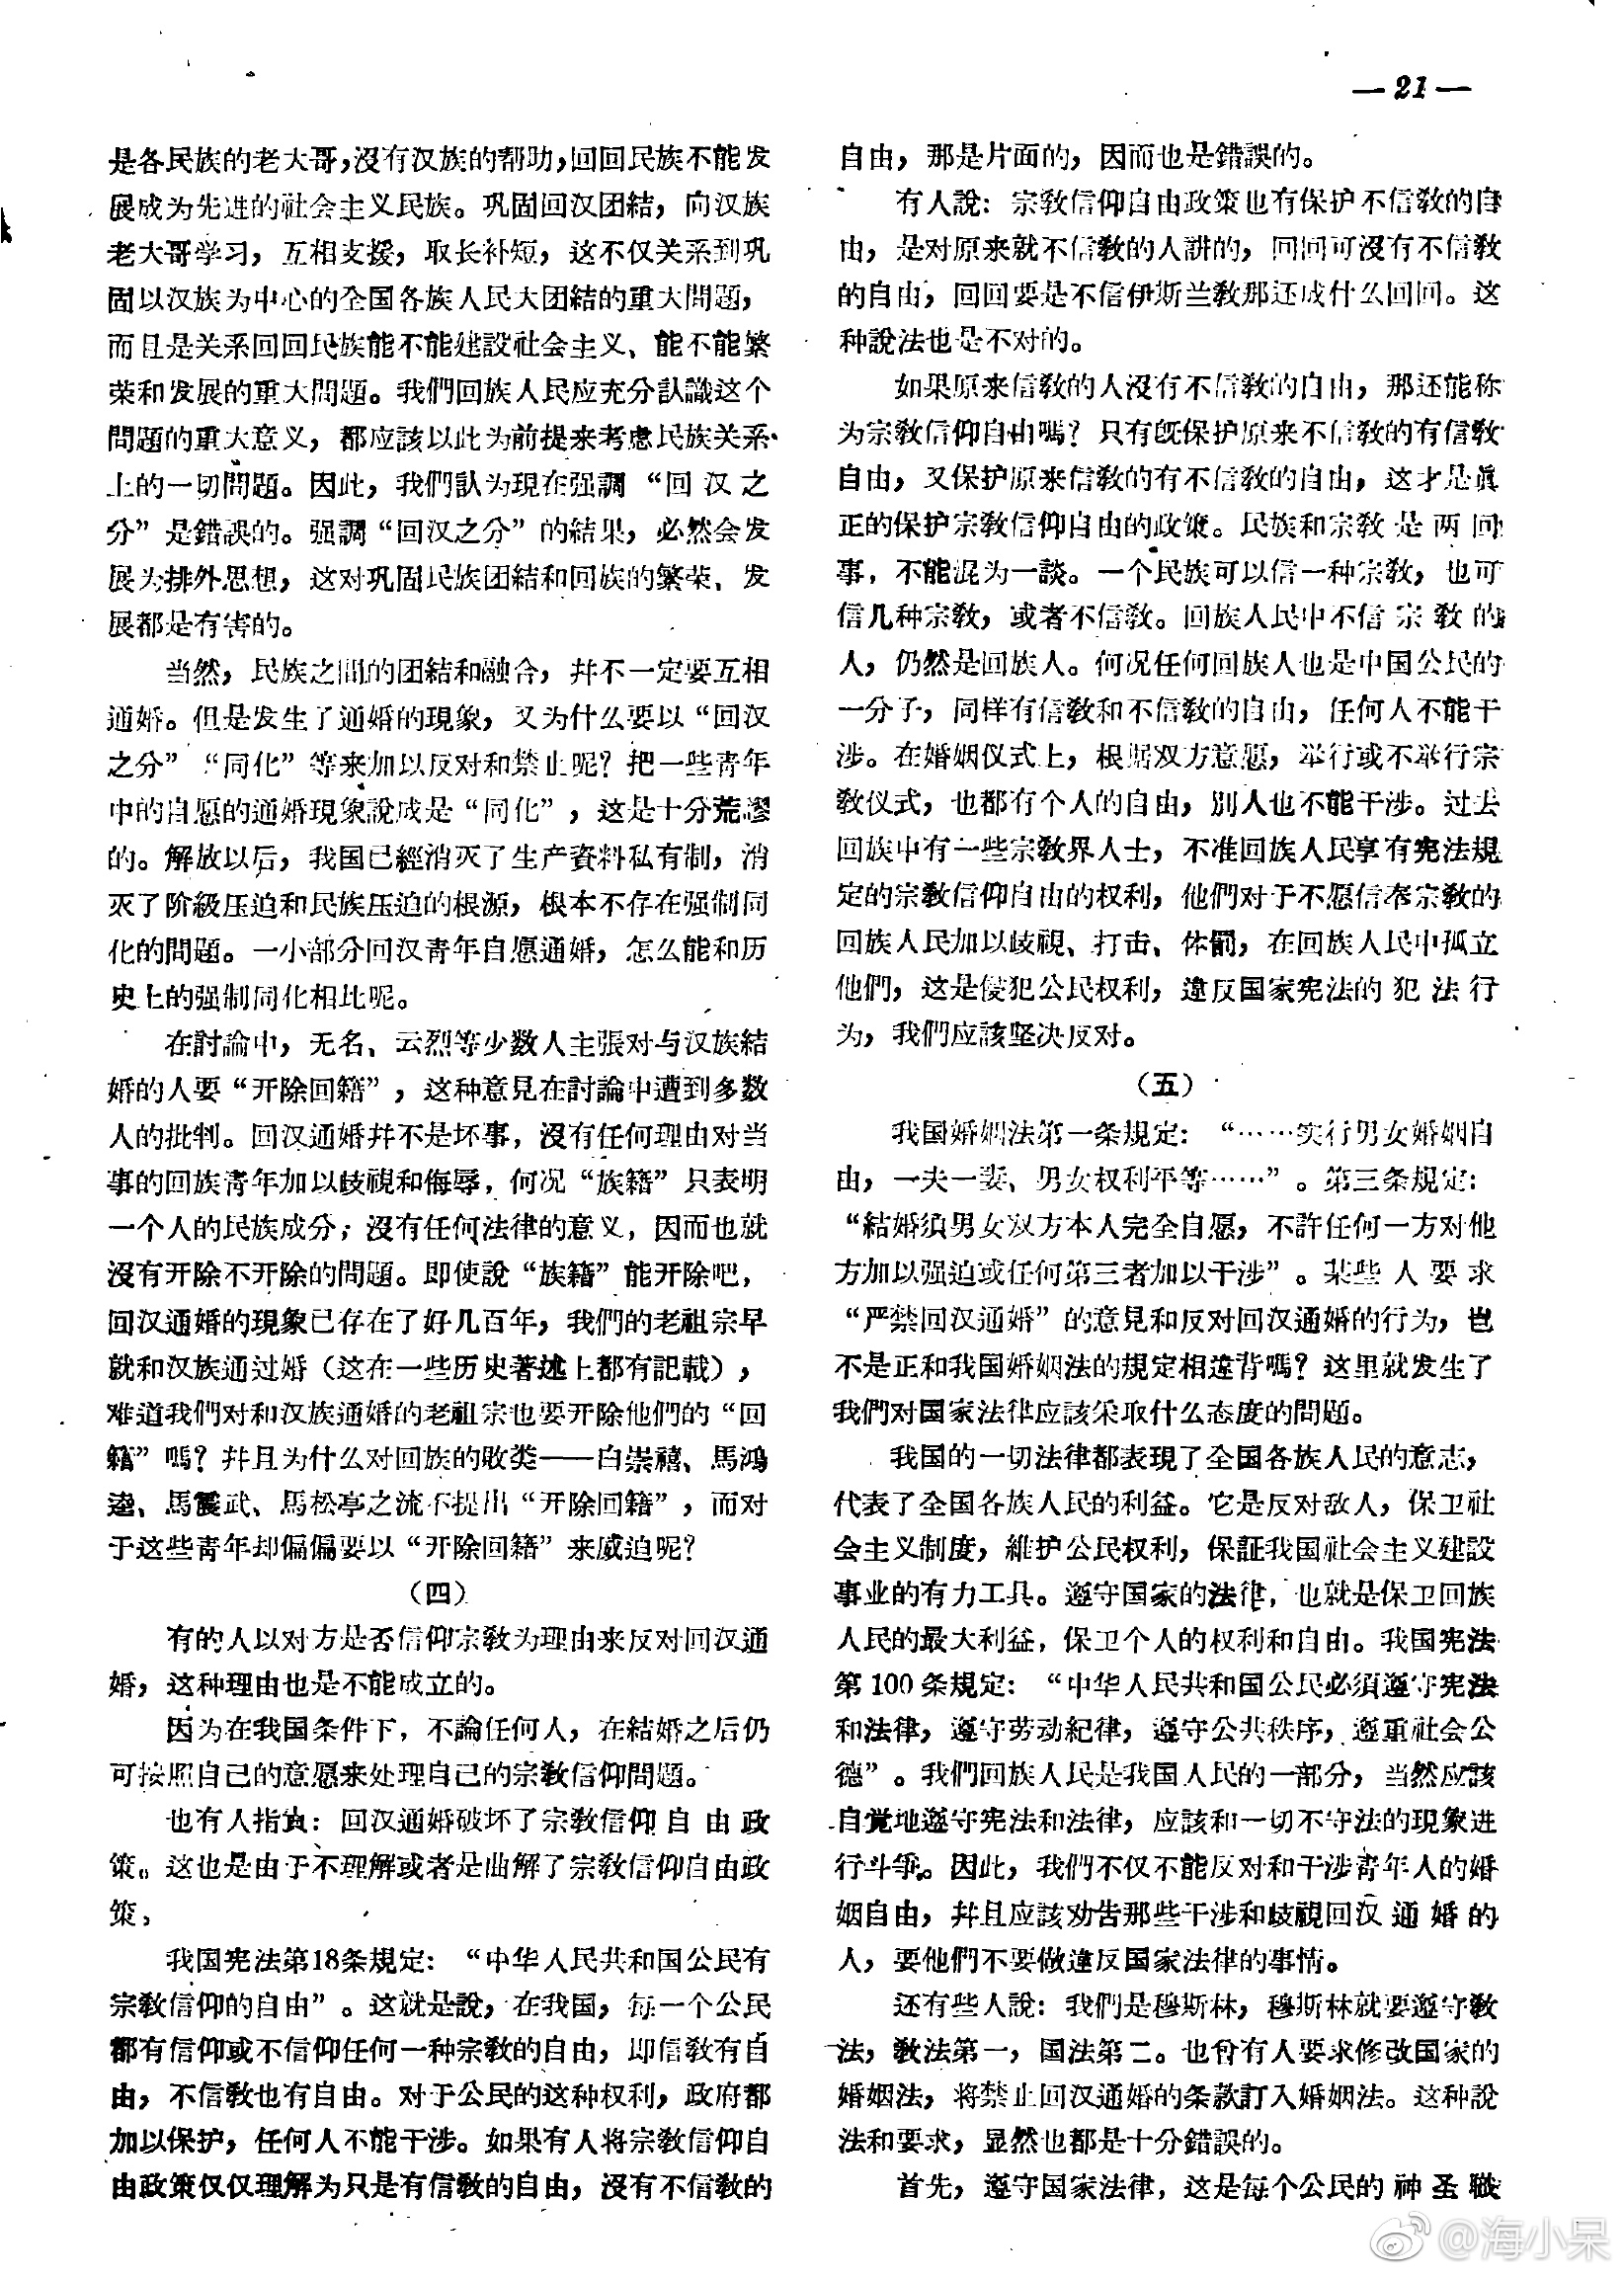 —21—
是各民族的老大哥，沒有汉族的帮助，回回民族不能发
展成为先进的社会主义民族。巩固回汉团結，向汉族
老大哥学习，互相支援，取长补短，这不仅关系到巩
固以汉族为中心的全国各族人民大团結的重大問題，
而且是关系回回民族能不能建設社会主义、能不能繁
荣和发展的重大問題。我們回族人民应充分認識这个
問題的重大意义，都应該以此为前提来考虑民族关系
上的一切問題。因此，我們認为現在强調“回汉之
分”是錯誤的。强調“回汉之分”的結果，必然会发
展为排外思想，这对巩固民族团結和回族的繁荣、发
展都是有害的。
当然，民族之間的团結和融合，幷不一定要互相
通婚。但是发生了通婚的現象，又为什么要以“回汉
之分”“同化”等来加以反对和禁止呢？把一些青年
中的自愿的通婚現象說成是“同化”，这是十分荒謬
的。解放以后，我国已經消灭了生产資料私有制，消
灭了阶級压迫和民族压迫的根源，根本不存在强制同
化的問題。一小部分回汉青年自愿通婚，怎么能和历
史上的强制同化相比呢。
在討論中，无名、云烈等少数人主張对与汉族結
婚的人要“开除回籍”，这种意見在討論中遭到多数
人的批判。回汉通婚幷不是坏事，沒有任何理由对当
事的回族青年加以歧視和侮辱，何况“族籍”只表明
一个人的民族成分，沒有任何法律的意义，因而也就
沒有开除不开除的問題。即使說“族籍”能开除吧，
回汉通婚的現象已存在了好几百年，我們的老祖宗早
就和汉族通过婚（这在一些历史著述上都有記載），
难道我們对和汉族通婚的老祖宗也要开除他們的“回
籍”嗎？幷且为什么对回族的敗类——白崇禧、馬鴻
逵、馬震武、馬松亭之流不提出“开除回籍”，而对
于这些青年却偏偏要以“开除回籍”来威迫呢？
（四）
有的人以对方是否信仰宗教为理由来反对回汉通
婚，这种理由也是不能成立的。
因为在我国条件下，不論任何人，在結婚之后仍
可按照自己的意愿来处理自己的宗教信仰問題。
也有人指責：回汉通婚破坏了宗教信仰自由政
策。这也是由于不理解或者是曲解了宗教信仰自由政
策，
我国宪法第18条規定：“中华人民共和国公民有
宗教信仰的自由”。这就是說，在我国，每一个公民
都有信仰或不信仰任何一种宗教的自由，即信教有自
由，不信教也有自由。对于公民的这种权利，政府都
加以保护，任何人不能干涉。如果有人将宗教信仰自
由政策仅仅理解为只是有信教的自由，沒有不信教的
自由，那是片面的，因而也是錯誤的。
有人說：宗教信仰自由政策也有保护不信教的自
由，是对原来就不信教的人讲的，回回可沒有不信教
的自由，回回要是不信伊斯兰教那还成什么回回。这
种說法也是不对的。
如果原来信教的人沒有不信教的自由，那还能称
为宗教信仰自由嗎？只有既保护原来不信教的有信教
自由，又保护原来信教的有不信教的自由，这才是眞
正的保护宗教信仰自由的政策。民族和宗教是两回
事，不能混为一談。一个民族可以信一种宗教，也可
信几种宗教，或者不信教。回族人民中不信宗教的
人，仍然是回族人。何况任何回族人也是中国公民的
一分子，同样有信教和不信教的自由，任何人不能干
涉。在婚姻仪式上，根据双方意愿，举行或不举行宗
教仪式，也都有个人的自由，別人也不能干涉。过去
回族中有一些宗教界人士，不准回族人民享有宪法規
定的宗教信仰自由的权利，他們对于不愿信奉宗教的
回族人民加以歧視、打击、体罰，在回族人民中孤立
他們，这是侵犯公民权利，違反国家宪法的犯法行
为，我們应該坚决反对。
（五）
我国婚姻法第一条規定：“……实行男女婚姻自
由，一夫一妻、男女权利平等……”。第三条規定：
“結婚須男女双方本人完全自愿，不許任何一方对他
方加以强迫或任何第三者加以干涉”。某些人要求
“严禁回汉通婚”的意見和反对回汉通婚的行为，岂
不是正和我国婚姻法的規定相違背嗎？这里就发生了
我們对国家法律应該采取什么态度的問題。
我国的一切法律都表現了全国各族人民的意志，
代表了全国各族人民的利益。它是反对敌人，保卫社
会主义制度，維护公民权利，保証我国社会主义建設
事业的有力工具。遵守国家的法律，也就是保卫回族
人民的最大利益，保卫个人的权利和自由。我国宪法
第100条規定：“中华人民共和国公民必須遵守宪法
和法律，遵守劳动紀律，遵守公共秩序，遵重社会公
德”。我們回族人民是我国人民的一部分，当然应該
自觉地遵守宪法和法律，应該和一切不守法的現象进
行斗爭。因此，我們不仅不能反对和干涉青年人的婚
姻自由，幷且应該劝告那些干涉和歧視回汉通婚的
人，要他們不要做違反国家法律的事情。
还有些人說：我們是穆斯林，穆斯林就要遵守教
法，教法第一，国法第二。也曾有人要求修改国家的
婚姻法，将禁止回汉通婚的条款訂入婚姻法。这种說
法和要求，显然也都是十分錯誤的。
首先，遵守国家法律，这是每个公民的神圣職
@海小呆